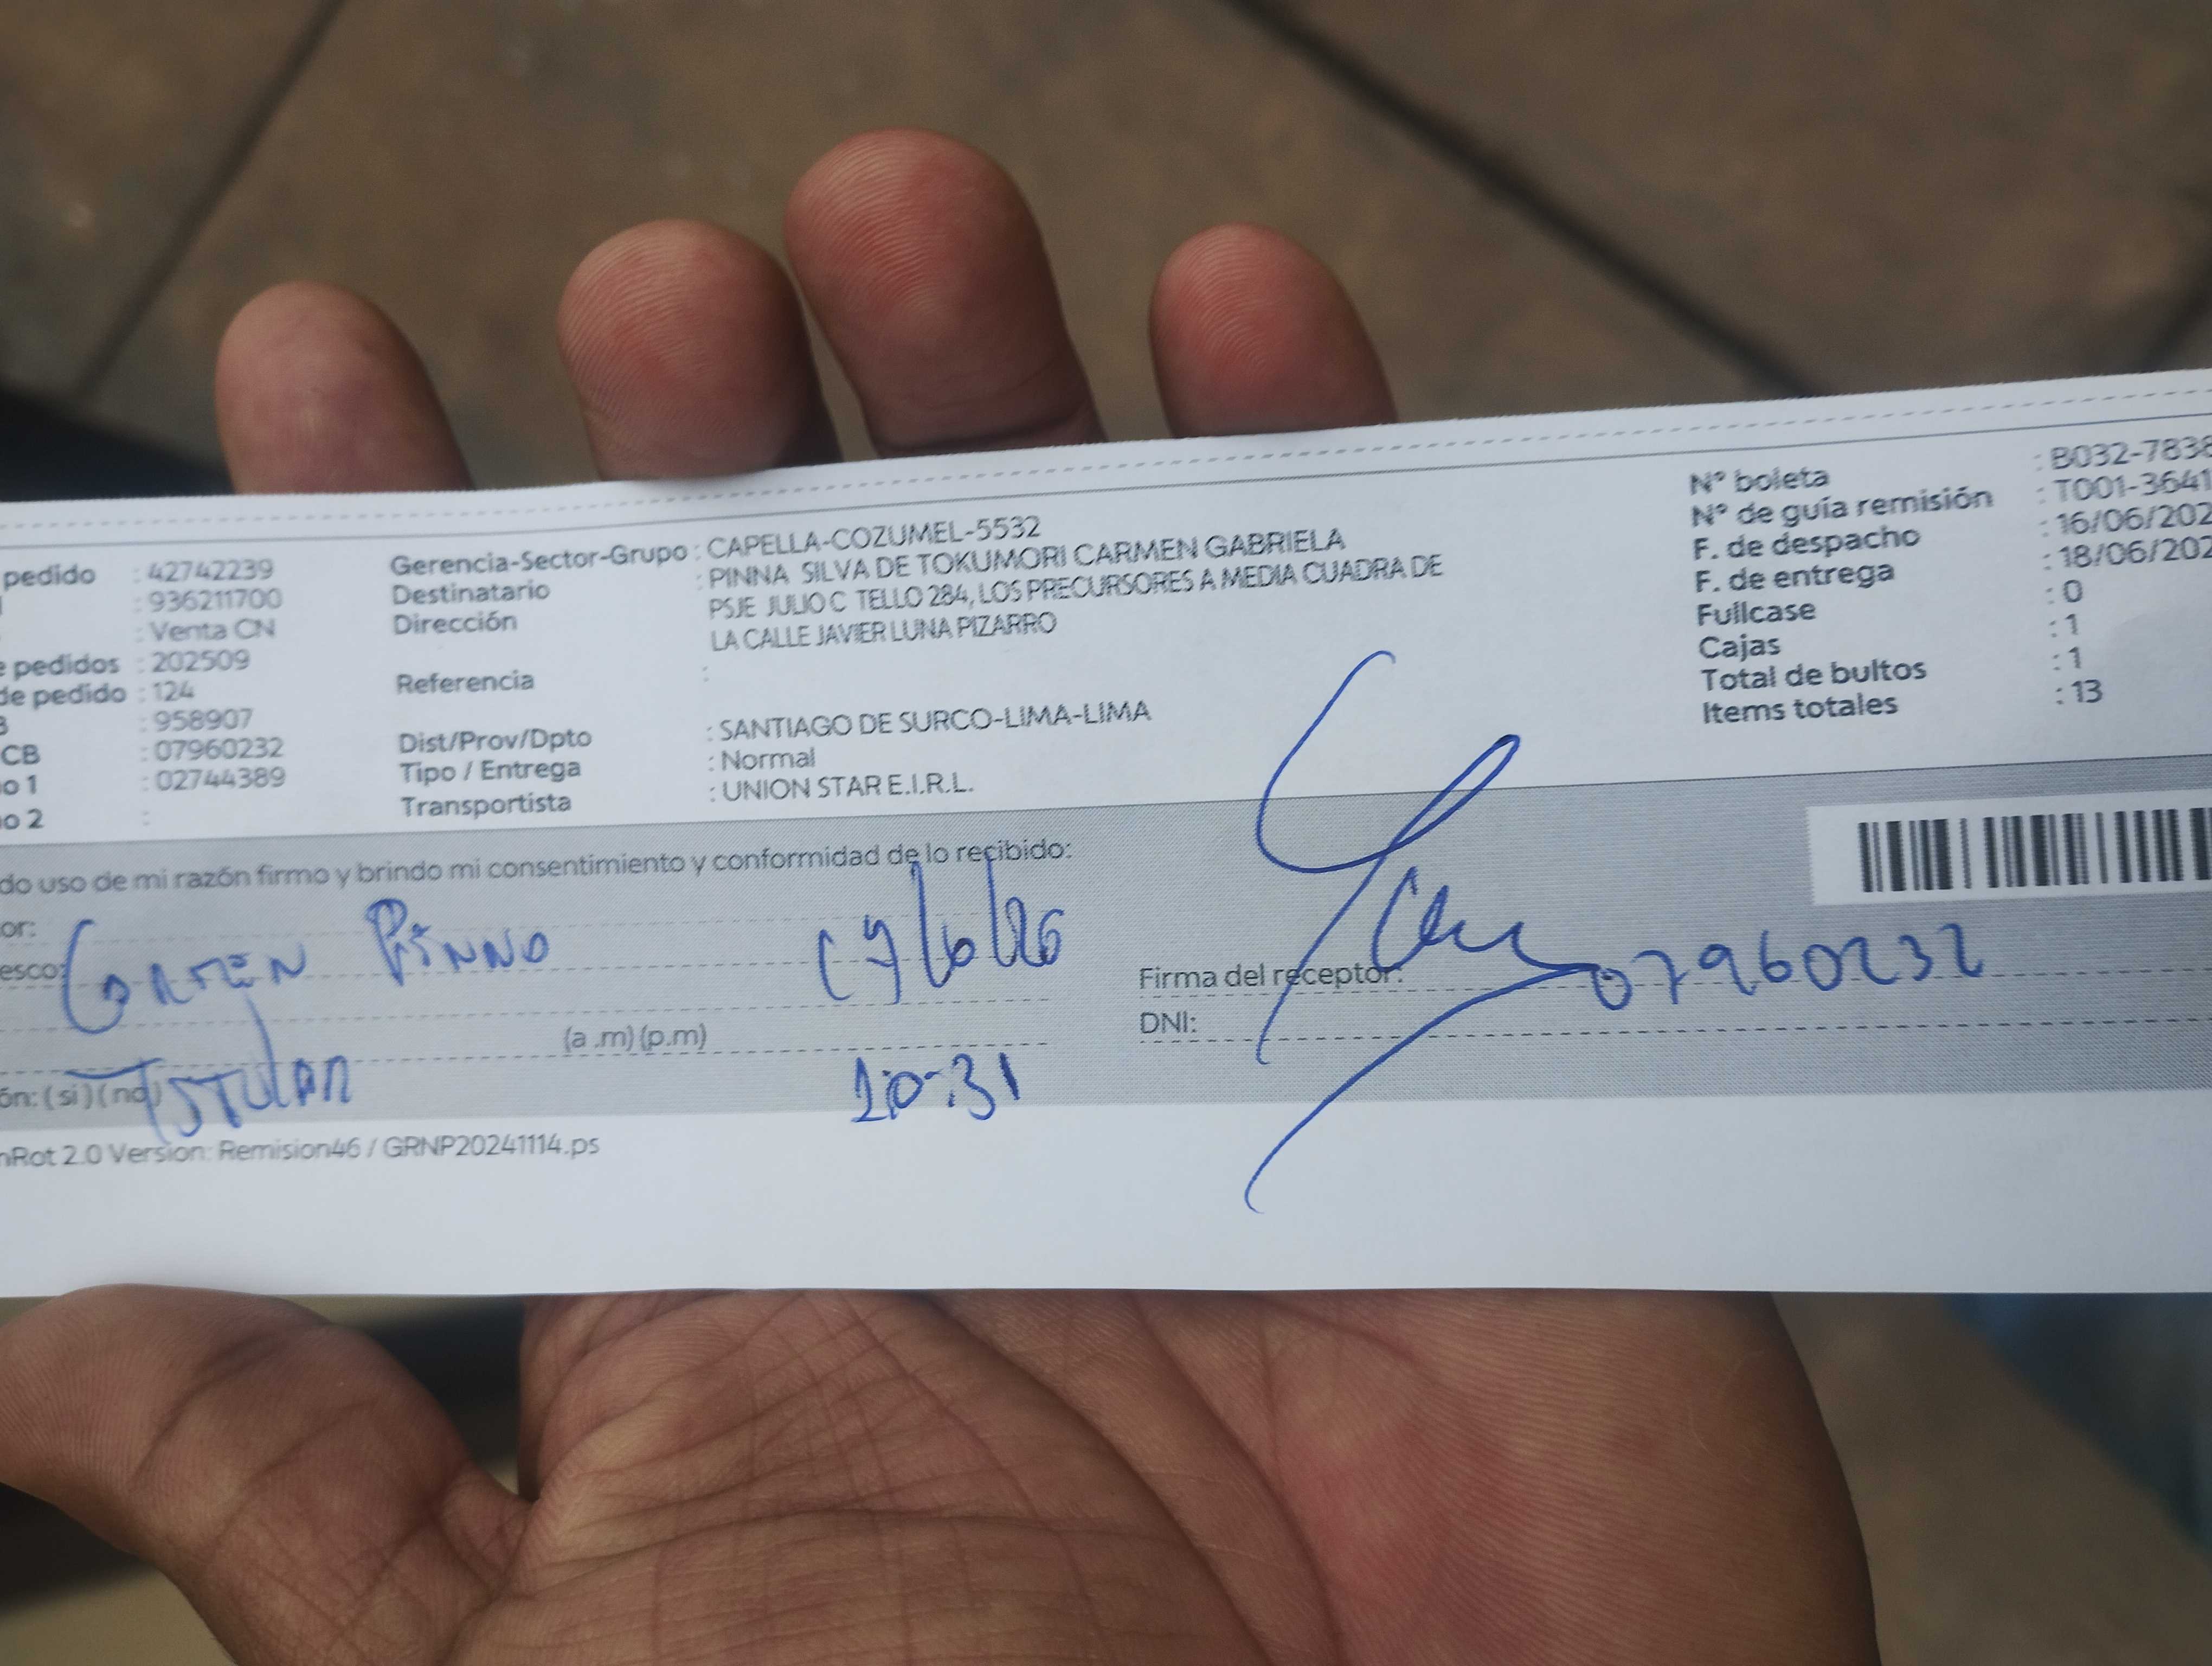 pedido : 42742239
: 936211700
: Venta CN
pedidos : 202509
de pedido : 124
: 958907
CB : 07960232
o 1 : 02744389
o 2 :
Gerencia-Sector-Grupo : CAPELLA-COZUMEL-5532
Destinatario : PINNA SILVA DE TOKUMORI CARMEN GABRIELA
Dirección PSJE JULIO C TELLO 284, LOS PRECURSORES A MEDIA CUADRA DE
LA CALLE JAVIER LUNA PIZARRO
Referencia :
Dist/Prov/Dpto : SANTIAGO DE SURCO-LIMA-LIMA
Tipo / Entrega : Normal
Transportista : UNION STAR E.I.R.L.
N° boleta : B032-7838
N° de guía remisión : T001-3641
F. de despacho : 16/06/202
F. de entrega : 18/06/202
Fullcase : 0
Cajas : 1
Total de bultos : 1
Items totales : 13
do uso de mi razón firmo y brindo mi consentimiento y conformidad de lo recibido:
or:
esco:
Carmen Pinna
(a .m) (p.m)
10:31
ón: (si) (no)
Firma del receptor:
07960232
DNI:
nRot 2.0 Version: Remision46 / GRNP20241114.ps